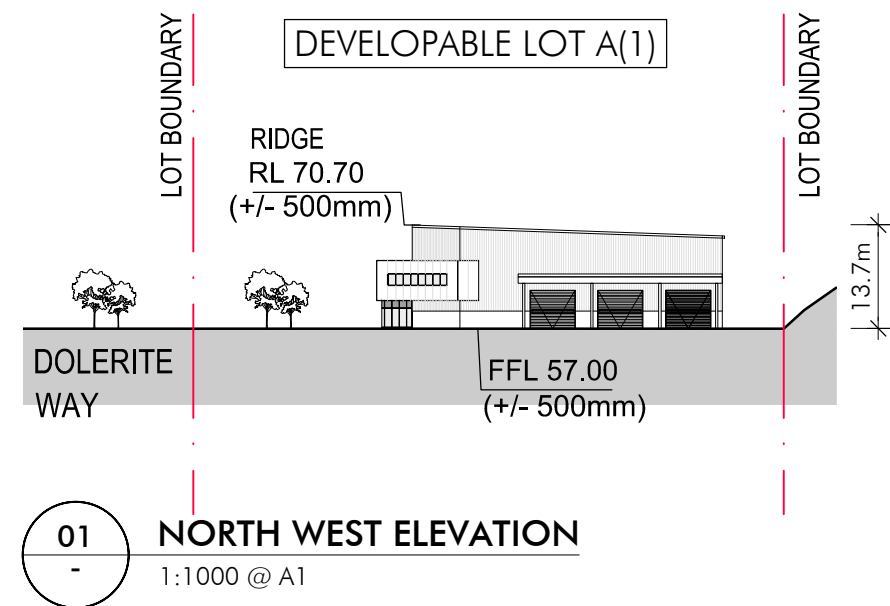 DEVELOPABLE LOT A(1)
LOT BOUNDARY
LOT BOUNDARY
RIDGE
RL 70.70
(+/- 500mm)
13.7m
DOLERITE
WAY
FFL 57.00
(+/- 500mm)
01
-
NORTH WEST ELEVATION
1:1000 @ A1